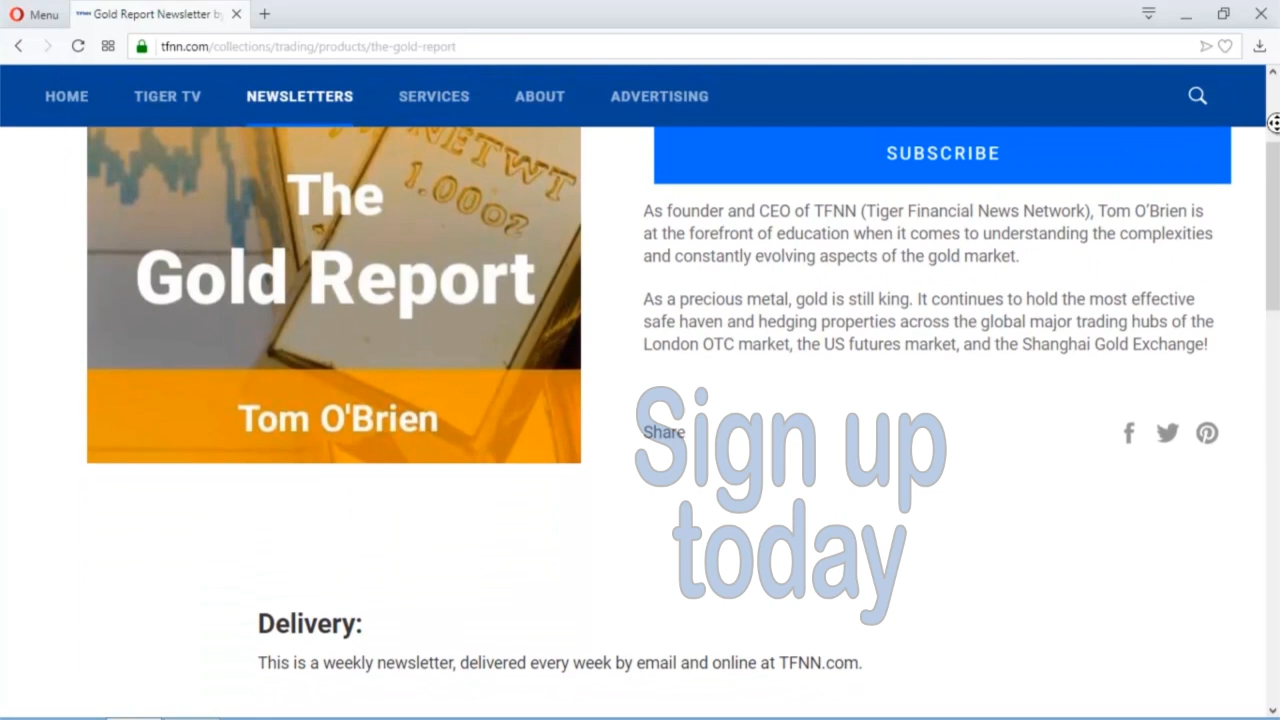 Menu
TFNN Gold Report Newsletter b
tfnn.com/collections/trading/products/the-gold-report
HOME TIGER TV NEWSLETTERS SERVICES ABOUT ADVERTISING
NETWT
1.00oz
The
Gold Report
Tom O'Brien
SUBSCRIBE
As founder and CEO of TFNN (Tiger Financial News Network), Tom O’Brien is
at the forefront of education when it comes to understanding the complexities
and constantly evolving aspects of the gold market.
As a precious metal, gold is still king. It continues to hold the most effective
safe haven and hedging properties across the global major trading hubs of the
London OTC market, the US futures market, and the Shanghai Gold Exchange!
Share
Sign up
today
Delivery:
This is a weekly newsletter, delivered every week by email and online at TFNN.com.